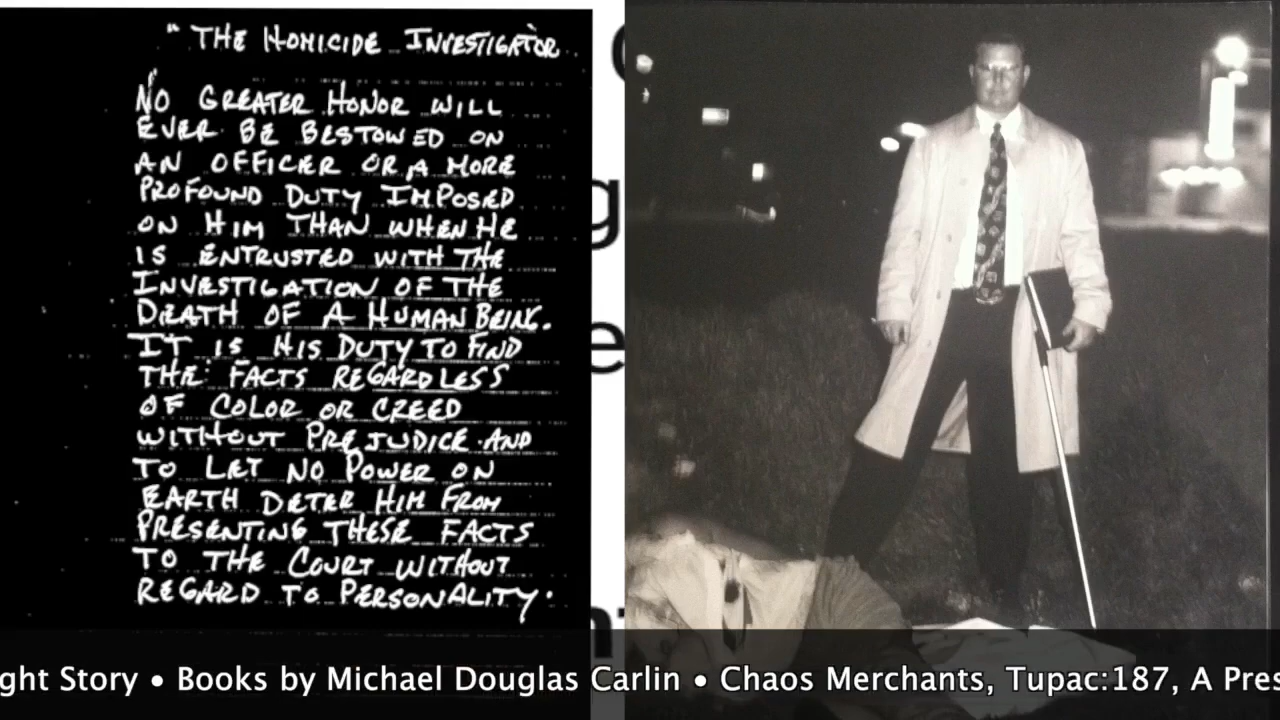 " THE HOMICIDE INVESTIGATOR
NO GREATER HONOR WILL
EVER BE BESTOWED ON
AN OFFICER OR A MORE
PROFOUND DUTY IMPOSED
ON HIM THAN WHEN HE
IS ENTRUSTED WITH THE
INVESTIGATION OF THE
DEATH OF A HUMAN BEING.
IT IS HIS DUTY TO FIND
THE FACTS REGARDLESS
OF COLOR OR CREED
WITHOUT PREJUDICE AND
TO LET NO POWER ON
EARTH DETER HIM FROM
PRESENTING THESE FACTS
TO THE COURT WITHOUT
REGARD TO PERSONALITY.
ght Story • Books by Michael Douglas Carlin • Chaos Merchants, Tupac:187, A Pres